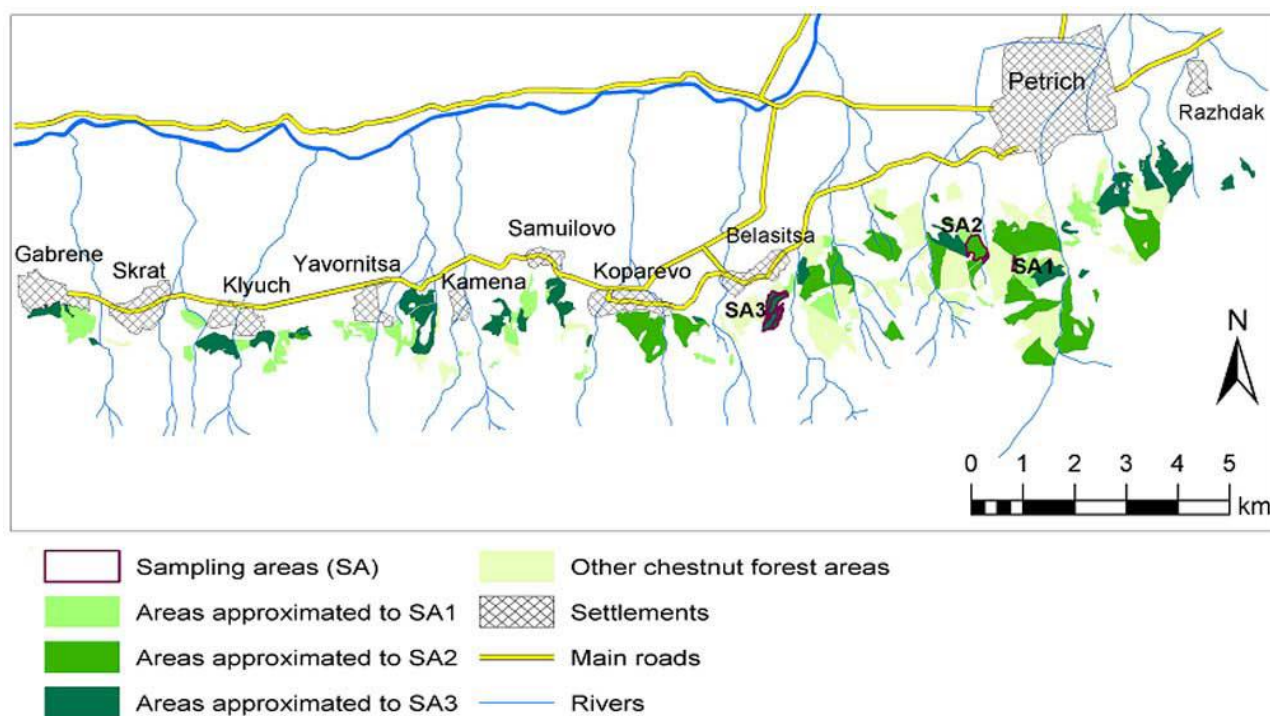 Petrich
Razhdak
SA2
Samuilovo
Belasitsa
Gabrene
Skrat
Yavornitsa
Koparevo
SA1
Klyuch
Kamena
SA3
N
0 1 2 3 4 5
km
Sampling areas (SA)
Areas approximated to SA1
Areas approximated to SA2
Areas approximated to SA3
Other chestnut forest areas
Settlements
Main roads
Rivers